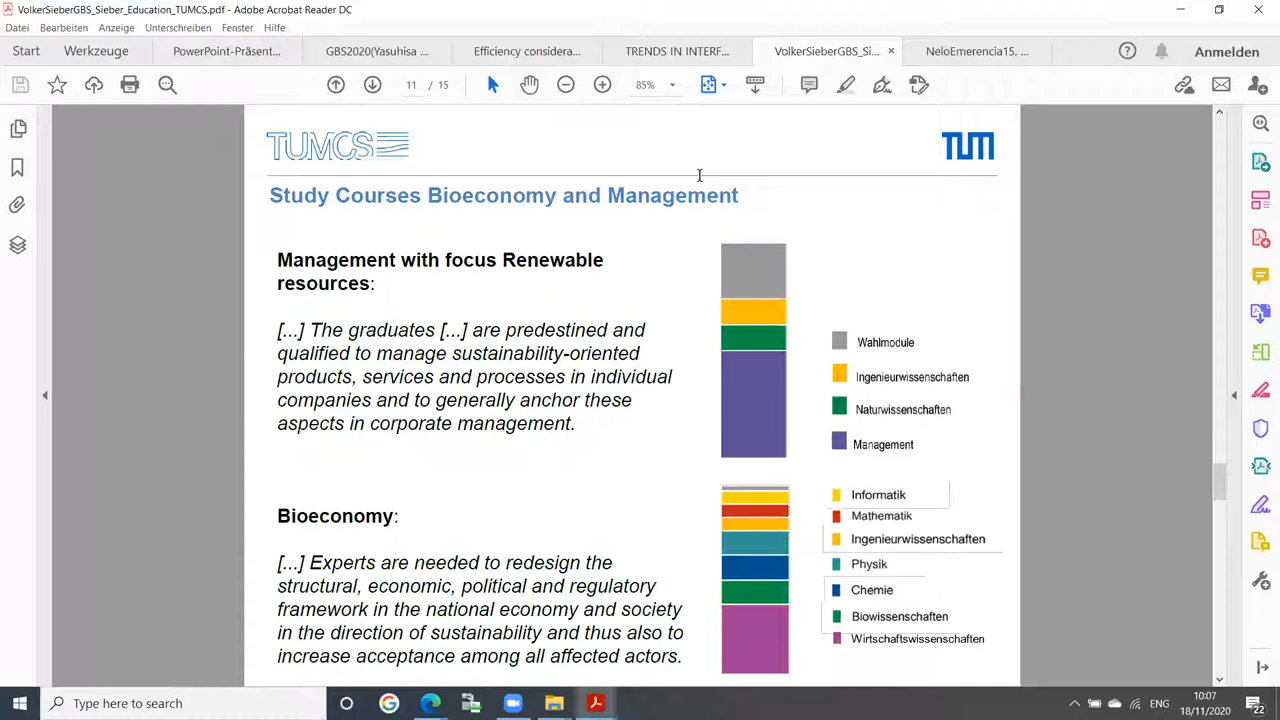 VolkerSieberGBS_Sieber_Education_TUMCS.pdf - Adobe Acrobat Reader DC
Datei Bearbeiten Anzeige Unterschreiben Fenster Hilfe
Start Werkzeuge PowerPoint-Präsent... GBS2020(Yasuhisa ... Efficiency considera... TRENDS IN INTERF... VolkerSieberGBS_Si... × NeloEmerencia15. ... Anmelden
11 / 15 85%
TUMCS TUM
Study Courses Bioeconomy and Management
Management with focus Renewable
resources:
[...] The graduates [...] are predestined and
qualified to manage sustainability-oriented
products, services and processes in individual
companies and to generally anchor these
aspects in corporate management.
Wahlmodule
Ingenieurwissenschaften
Naturwissenschaften
Management
Bioeconomy:
[...] Experts are needed to redesign the
structural, economic, political and regulatory
framework in the national economy and society
in the direction of sustainability and thus also to
increase acceptance among all affected actors.
Informatik
Mathematik
Ingenieurwissenschaften
Physik
Chemie
Biowissenschaften
Wirtschaftswissenschaften
Type here to search
ENG
10:07
18/11/2020
22